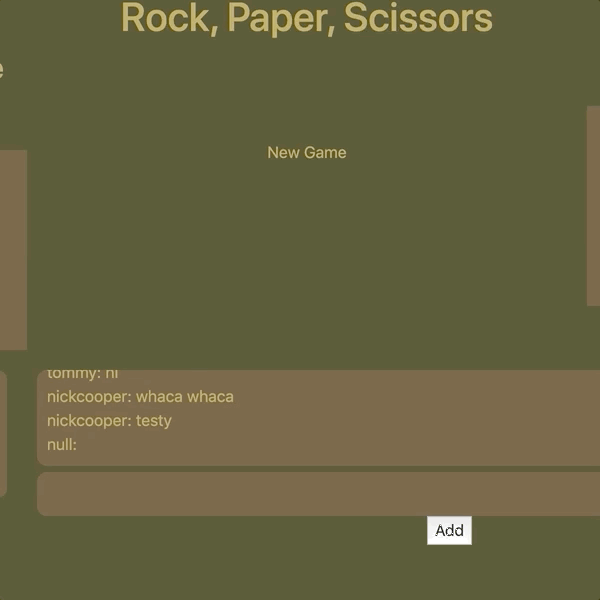 Rock, Paper, Scissors
e
New Game
tommy: hi
nickcooper: whaca whaca
nickcooper: testy
null:
Add